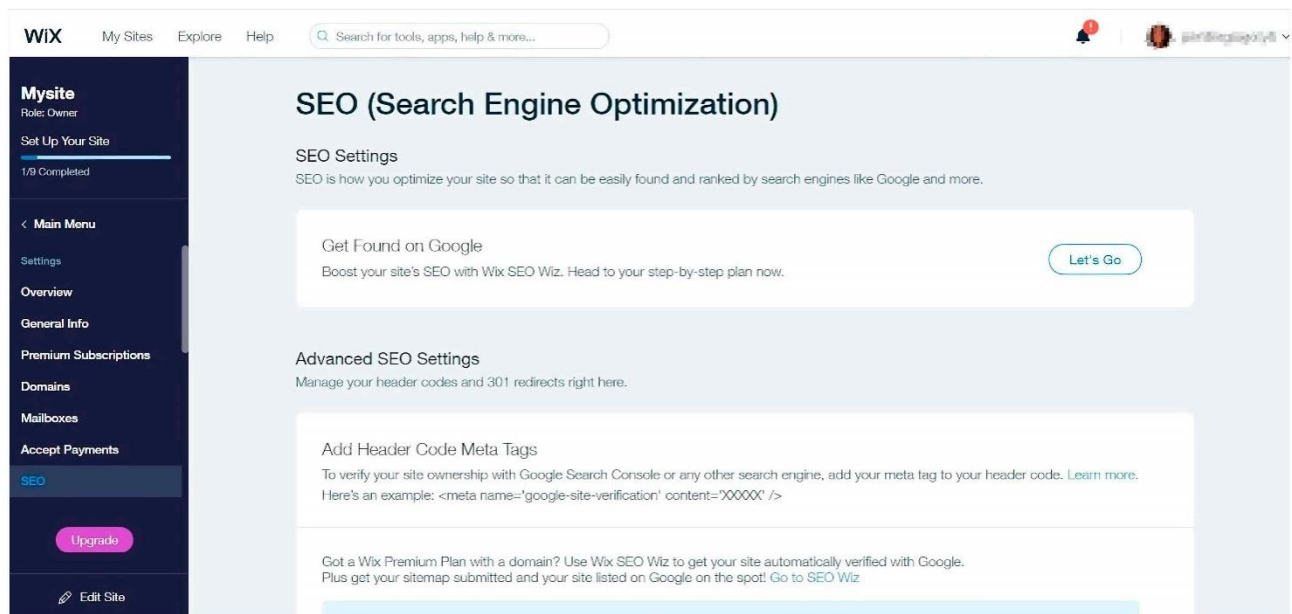 WiX My Sites Explore Help Search for tools, apps, help & more...
Mysite
Role: Owner
Set Up Your Site
1/9 Completed
< Main Menu
Settings
Overview
General Info
Premium Subscriptions
Domains
Mailboxes
Accept Payments
SEO
Upgrade
Edit Site
SEO (Search Engine Optimization)
SEO Settings
SEO is how you optimize your site so that it can be easily found and ranked by search engines like Google and more.
Get Found on Google
Boost your site's SEO with Wix SEO Wiz. Head to your step-by-step plan now.
Let's Go
Advanced SEO Settings
Manage your header codes and 301 redirects right here.
Add Header Code Meta Tags
To verify your site ownership with Google Search Console or any other search engine, add your meta tag to your header code. Learn more.
Here's an example: <meta name='google-site-verification' content='XXXXX' />
Got a Wix Premium Plan with a domain? Use Wix SEO Wiz to get your site automatically verified with Google.
Plus get your sitemap submitted and your site listed on Google on the spot! Go to SEO Wiz